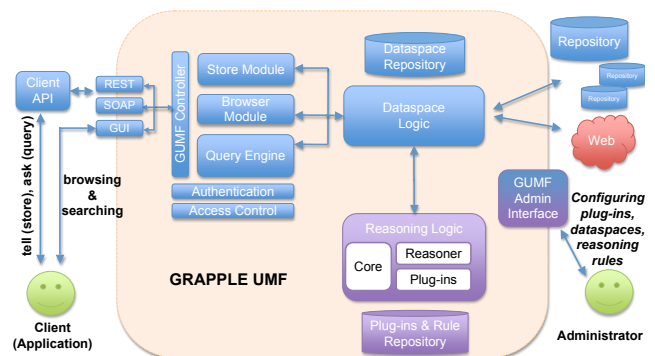 Client
API
REST
SOAP
GUI
GUMF Controller
Store Module
Browser
Module
Query Engine
Authentication
Access Control
Dataspace
Repository
Dataspace
Logic
Repository
Repository
Repository
Web
tell (store), ask (query)
browsing
&
searching
GUMF
Admin
Interface
Configuring
plug-ins,
dataspaces,
reasoning
rules
Reasoning Logic
Core
Reasoner
Plug-ins
GRAPPLE UMF
Plug-ins & Rule
Repository
Client
(Application)
Administrator